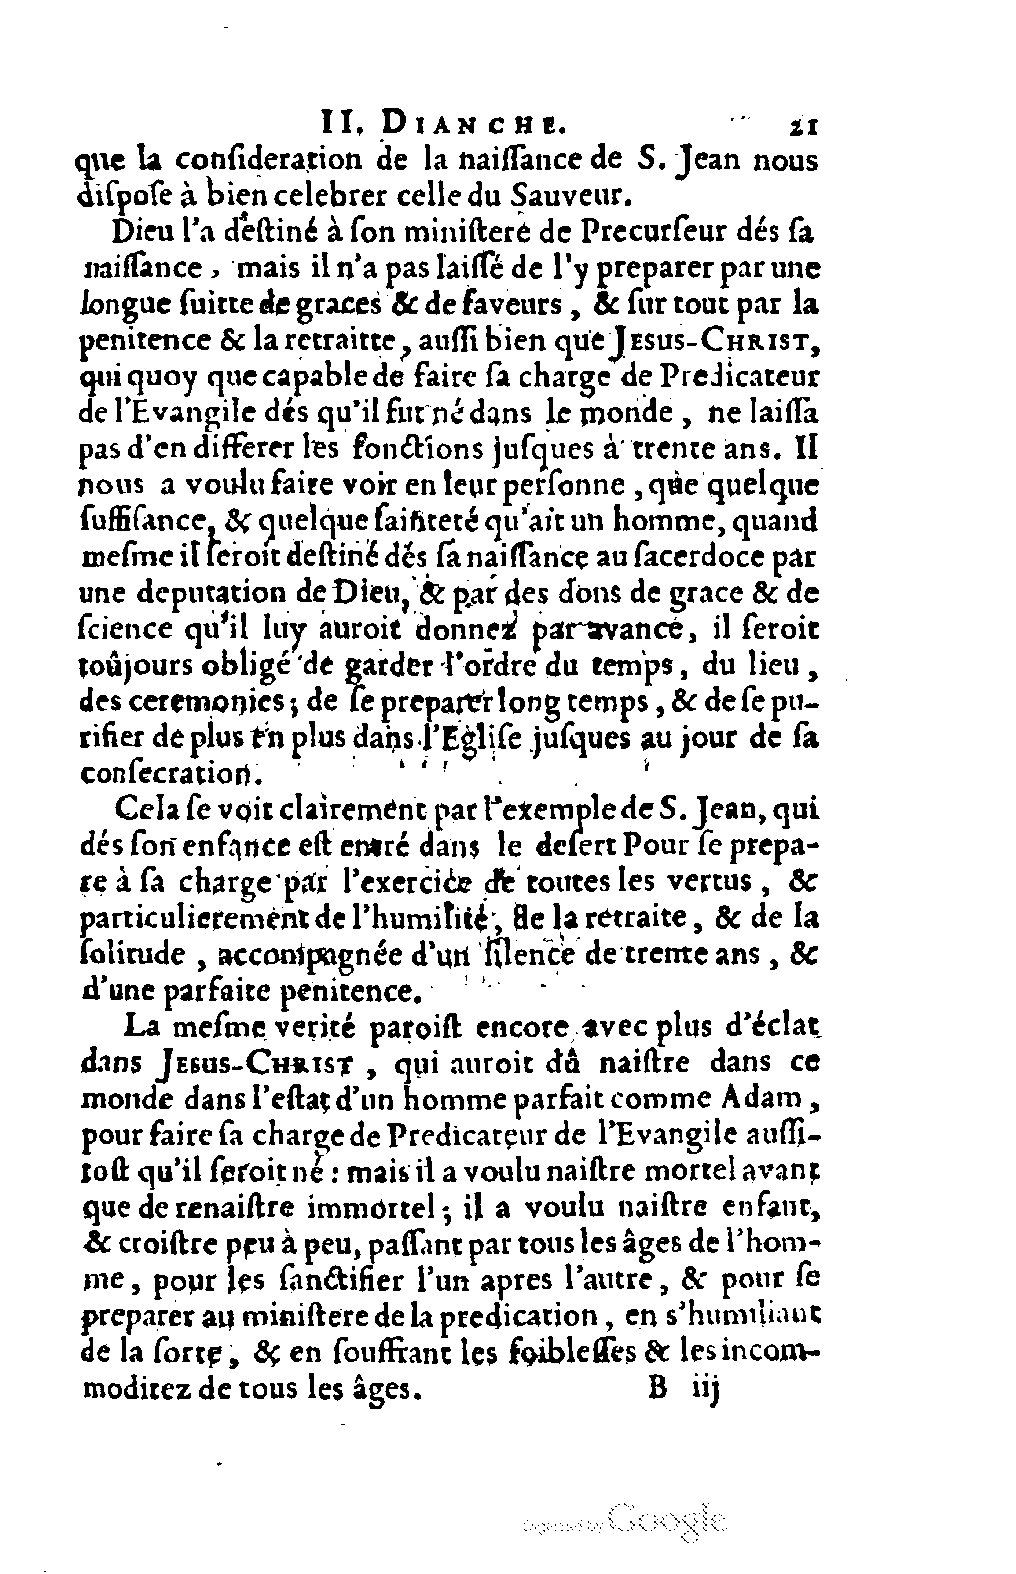 II. DIANCHE. 21
que la conſideration de la naiſſance de S. Jean nous
diſpoſe à bien celebrer celle du Sauveur.
Dieu l'a deſtiné à ſon miniſtere de Precurſeur dés ſa
naiſſance, mais il n'a pas laiſſé de l'y preparer par une
longue ſuitte de graces & de faveurs, & ſur tout par la
penitence & la retraitte, auſſi bien que JESUS-CHRIST,
qui quoy que capable de faire ſa charge de Predicateur
de l'Evangile dés qu'il fut né dans le monde, ne laiſſa
pas d'en differer les fonctions juſques à trente ans. Il
nous a voulu faire voir en leur perſonne, que quelque
ſuffiſance, & quelque ſainteté qu'ait un homme, quand
meſme il ſeroit deſtiné dés ſa naiſſance au ſacerdoce par
une deputation de Dieu, & par des dons de grace & de
ſcience qu'il luy auroit donnez par avance, il ſeroit
toûjours obligé de garder l'ordre du temps, du lieu,
des ceremonies; de ſe preparer long temps, & de ſe pu-
rifier de plus en plus dans l'Egliſe juſques au jour de ſa
conſecration.
Cela ſe voit clairement par l'exemple de S. Jean, qui
dés ſon enfance eſt entré dans le deſert Pour ſe prepa-
re à ſa charge par l'exercice de toutes les vertus, &
particulierement de l'humilité, de la retraite, & de la
ſolitude, accompagnée d'un ſilence de trente ans, &
d'une parfaite penitence.
La meſme verité paroiſt encore avec plus d'éclat
dans JESUS-CHRIST, qui auroit dû naiſtre dans ce
monde dans l'eſtat d'un homme parfait comme Adam,
pour faire ſa charge de Predicateur de l'Evangile auſſi-
toſt qu'il ſeroit né: mais il a voulu naiſtre mortel avant
que de renaiſtre immortel; il a voulu naiſtre enfant,
& croiſtre peu à peu, paſſant par tous les âges de l'hom-
me, pour les ſanctifier l'un apres l'autre, & pour ſe
preparer au miniſtere de la predication, en s'humiliant
de la ſorte, & en ſouffrant les foibleſſes & les incom-
moditez de tous les âges. B iij
Digitized by Google